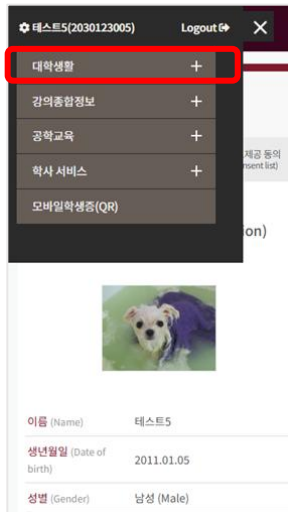 테스트5(2030123005) Logout
대학생활 +
강의종합정보 +
공학교육 +
학사 서비스 +
모바일학생증(QR)
제공 동의
nsent list)
on)
이름 (Name) 테스트5
생년월일 (Date of
birth)
2011.01.05
성별 (Gender) 남성 (Male)